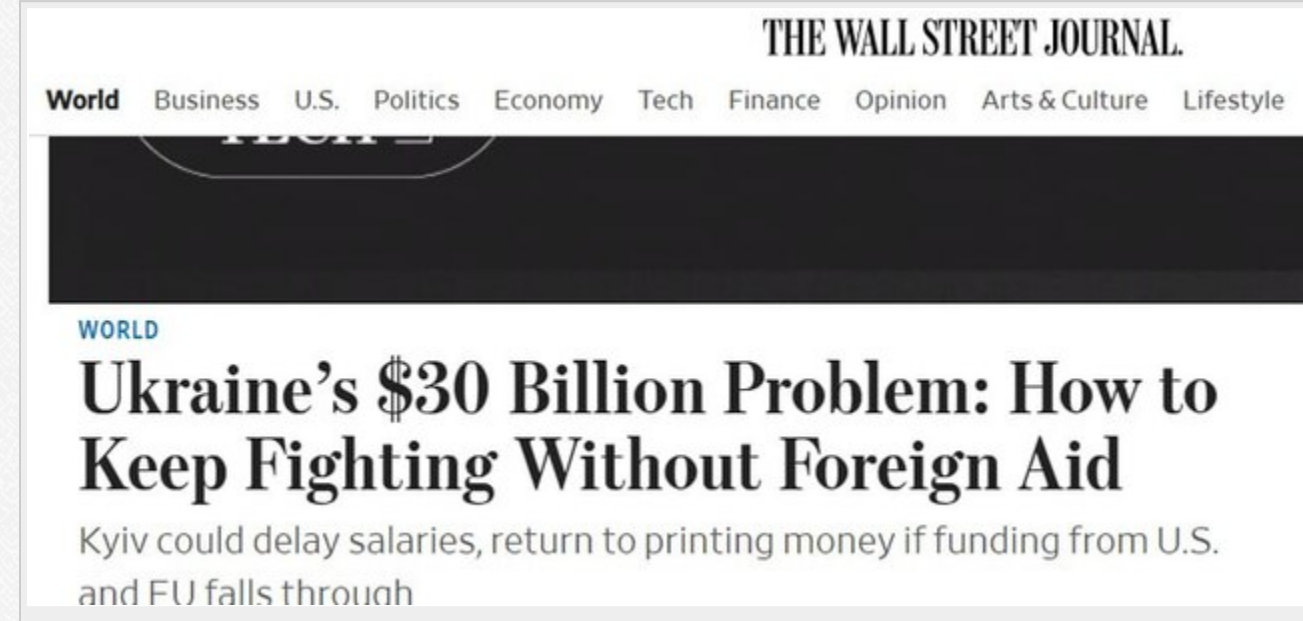 THE WALL STREET JOURNAL.
World Business U.S. Politics Economy Tech Finance Opinion Arts & Culture Lifestyle
WORLD
Ukraine’s $30 Billion Problem: How to
Keep Fighting Without Foreign Aid
Kyiv could delay salaries, return to printing money if funding from U.S.
and EU falls through